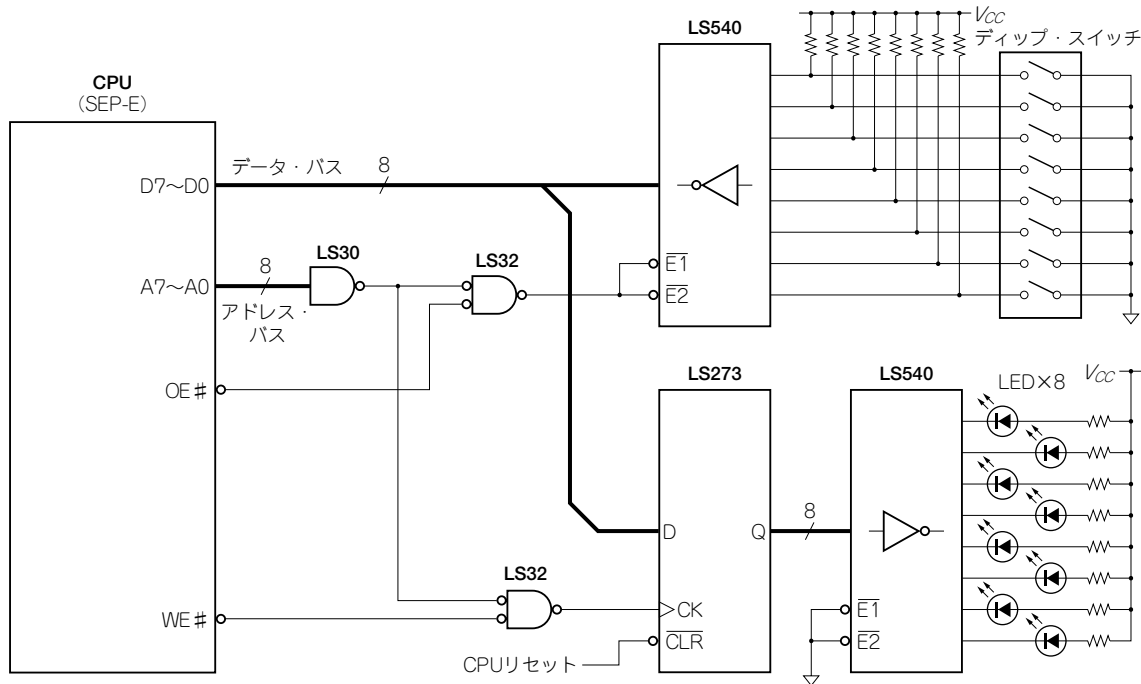 CPU
(SEP-E)
D7～D0
A7～A0
OE♯
WE♯
データ・バス
8
8
アドレス・
バス
LS30
LS32
LS540
E1
E2
VCC
ディップ・スイッチ
LS32
CPUリセット
LS273
D
Q
CK
CLR
8
LS540
E1
E2
LED×8
VCC